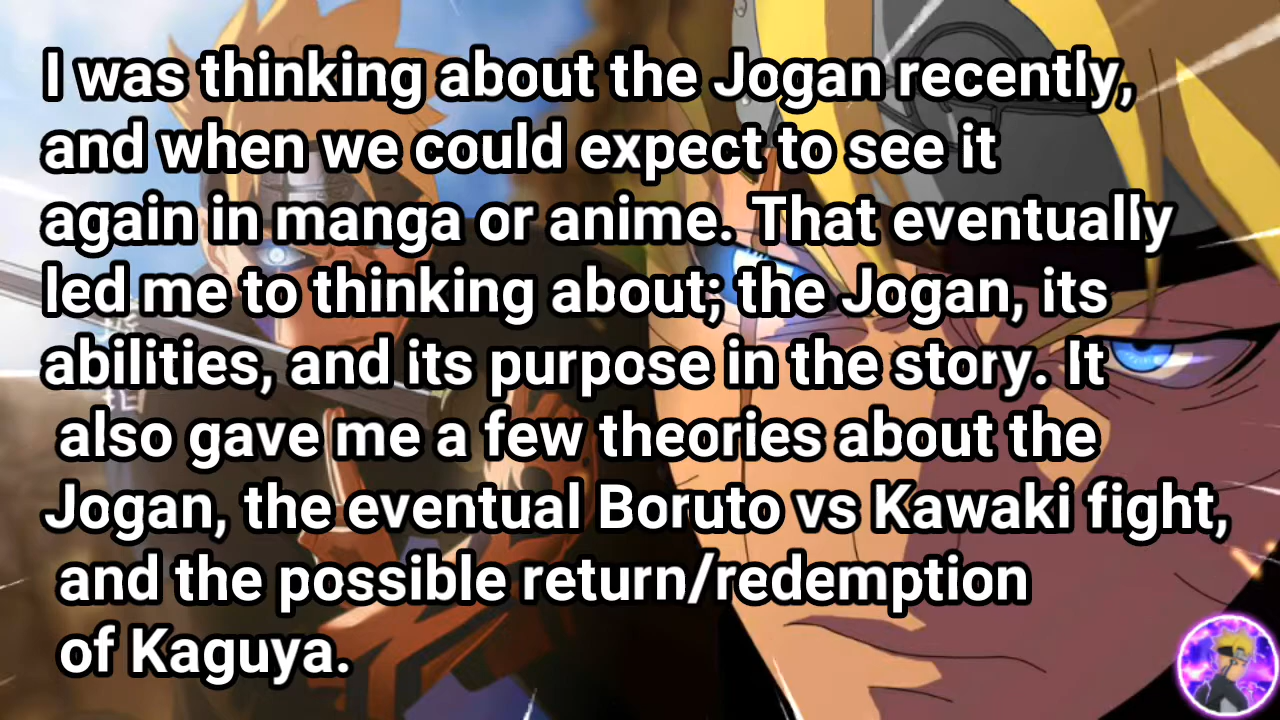 I was thinking about the Jogan recently,
and when we could expect to see it
again in manga or anime. That eventually
led me to thinking about; the Jogan, its
abilities, and its purpose in the story. It
also gave me a few theories about the
Jogan, the eventual Boruto vs Kawaki fight,
and the possible return/redemption
of Kaguya.